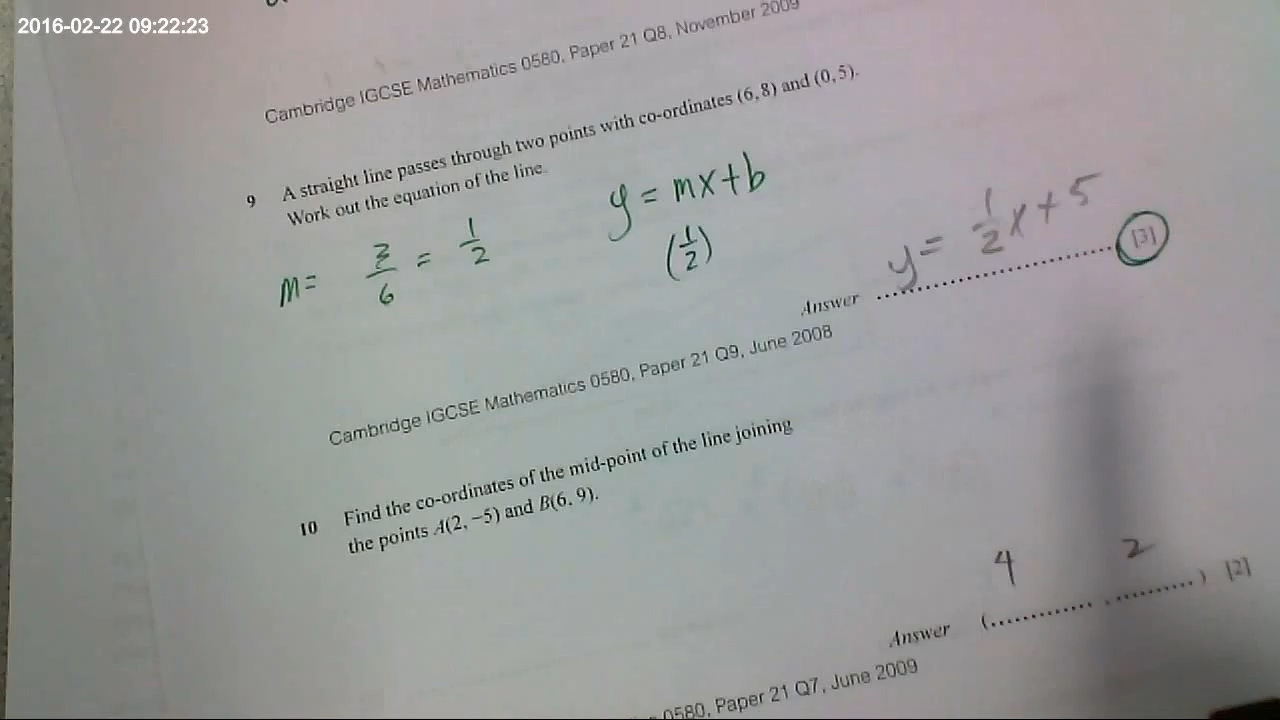 2016-02-22 09:22:23
Cambridge IGCSE Mathematics 0580, Paper 21 Q8, November 2009
9 A straight line passes through two points with co-ordinates (6, 8) and (0, 5).
Work out the equation of the line.
m = 3/6 = 1/2
y = mx+b
(1/2)
y = 1/2 x + 5
Answer ........................ [3]
Cambridge IGCSE Mathematics 0580, Paper 21 Q9, June 2008
10 Find the co-ordinates of the mid-point of the line joining
the points A(2, −5) and B(6, 9).
4 2
Answer (.............. , ............) [2]
0580, Paper 21 Q7, June 2009